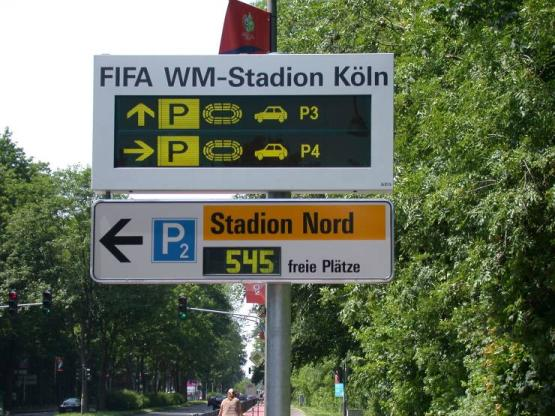 FIFA WM-Stadion Köln
P P3
P P4
P2 Stadion Nord
545 freie Plätze